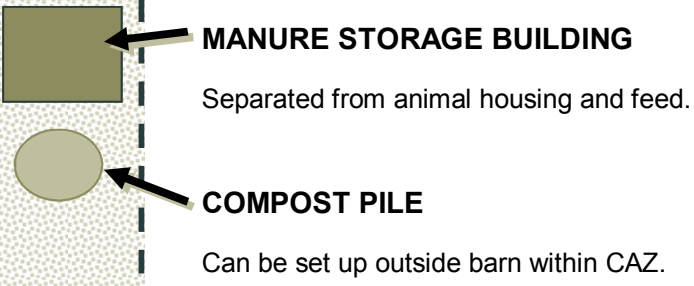 MANURE STORAGE BUILDING
Separated from animal housing and feed.
COMPOST PILE
Can be set up outside barn within CAZ.